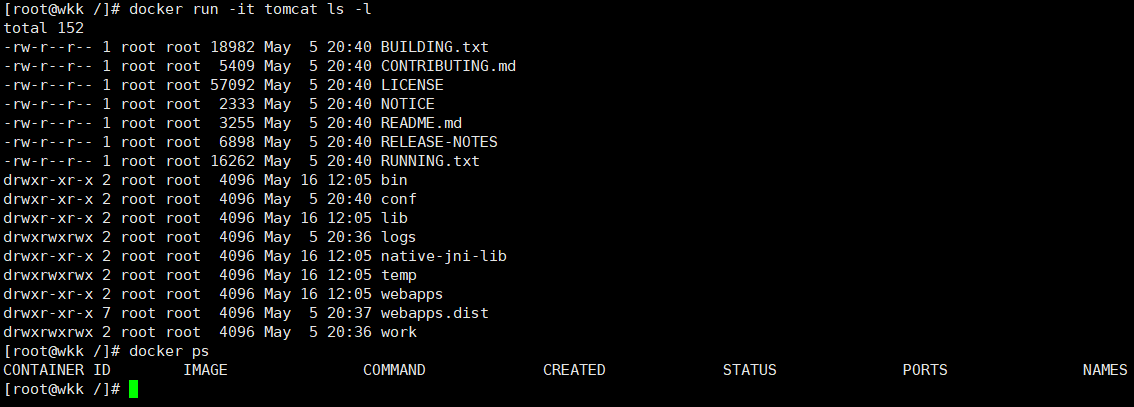 [root@wkk /]# docker run -it tomcat ls -l
total 152
-rw-r--r-- 1 root root 18982 May  5 20:40 BUILDING.txt
-rw-r--r-- 1 root root  5409 May  5 20:40 CONTRIBUTING.md
-rw-r--r-- 1 root root 57092 May  5 20:40 LICENSE
-rw-r--r-- 1 root root  2333 May  5 20:40 NOTICE
-rw-r--r-- 1 root root  3255 May  5 20:40 README.md
-rw-r--r-- 1 root root  6898 May  5 20:40 RELEASE-NOTES
-rw-r--r-- 1 root root 16262 May  5 20:40 RUNNING.txt
drwxr-xr-x 2 root root  4096 May 16 12:05 bin
drwxr-xr-x 2 root root  4096 May  5 20:40 conf
drwxr-xr-x 2 root root  4096 May 16 12:05 lib
drwxrwxrwx 2 root root  4096 May  5 20:36 logs
drwxr-xr-x 2 root root  4096 May 16 12:05 native-jni-lib
drwxrwxrwx 2 root root  4096 May 16 12:05 temp
drwxr-xr-x 2 root root  4096 May 16 12:05 webapps
drwxr-xr-x 7 root root  4096 May  5 20:37 webapps.dist
drwxrwxrwx 2 root root  4096 May  5 20:36 work
[root@wkk /]# docker ps
CONTAINER ID        IMAGE               COMMAND             CREATED             STATUS              PORTS               NAMES
[root@wkk /]#